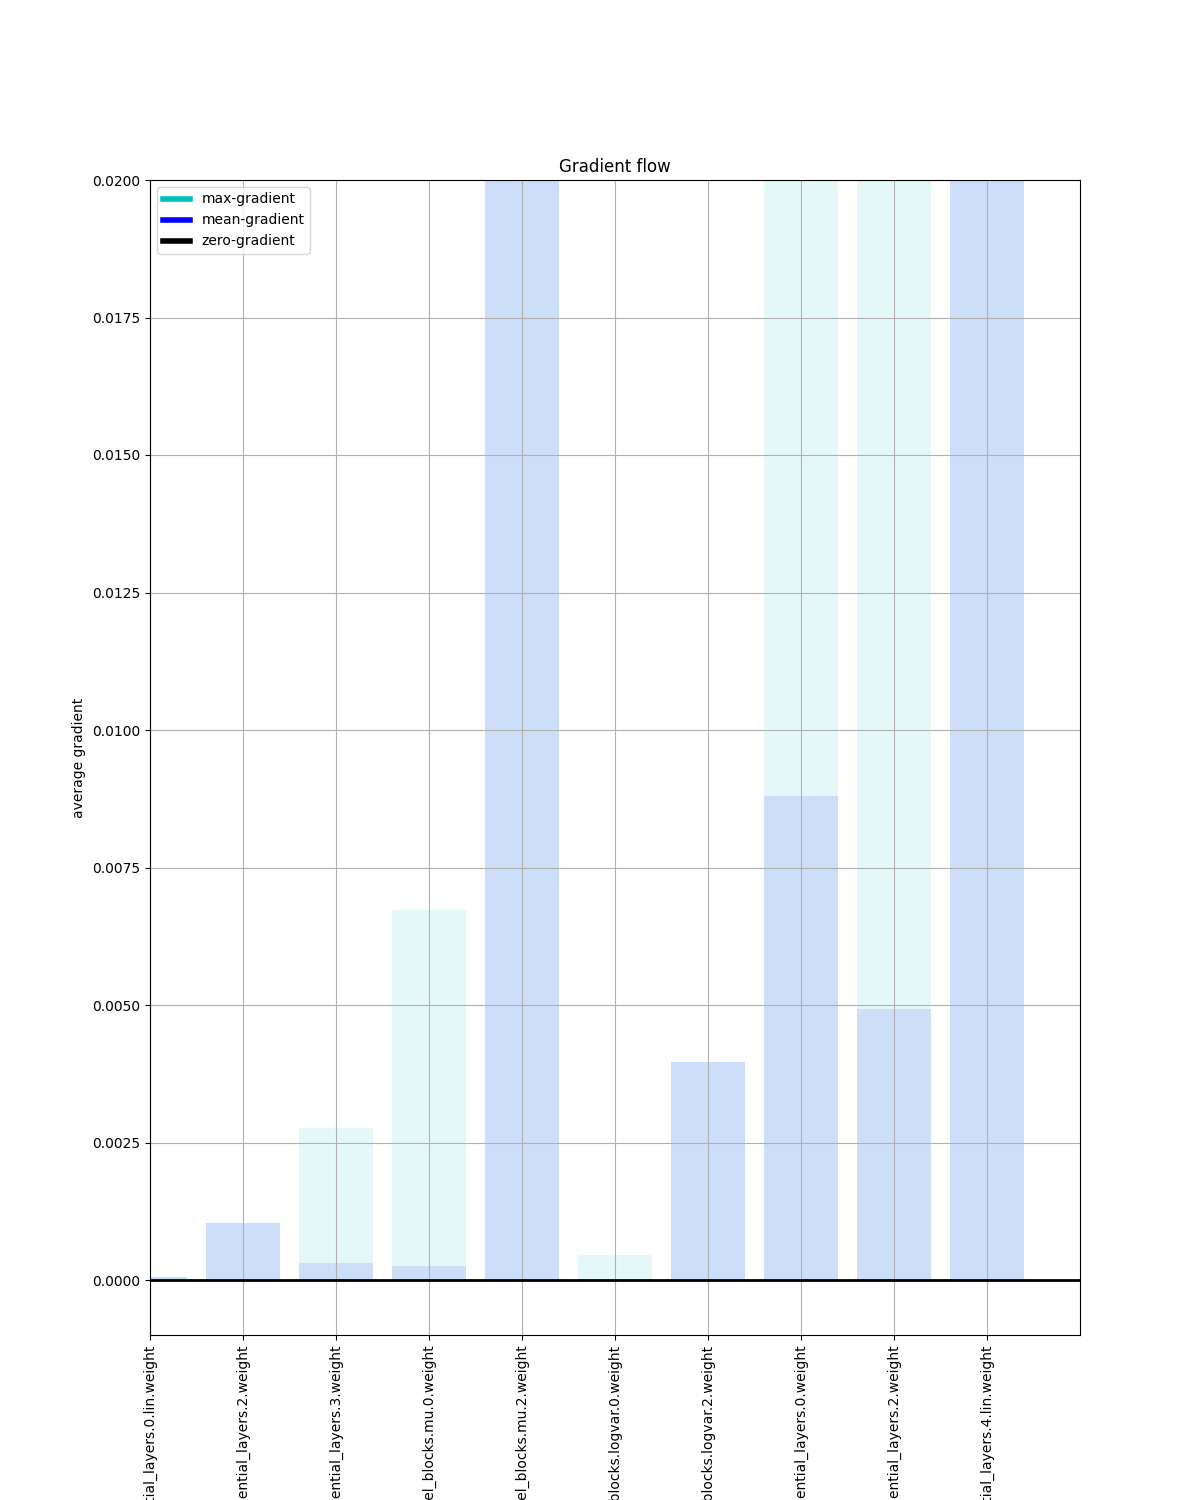 Gradient flow
max-gradient
mean-gradient
zero-gradient
0.0200
0.0175
0.0150
0.0125
0.0100
0.0075
0.0050
0.0025
0.0000
average gradient
tial_layers.0.lin.weight
ential_layers.2.weight
ential_layers.3.weight
el_blocks.mu.0.weight
el_blocks.mu.2.weight
blocks.logvar.0.weight
blocks.logvar.2.weight
ential_layers.0.weight
ential_layers.2.weight
tial_layers.4.lin.weight